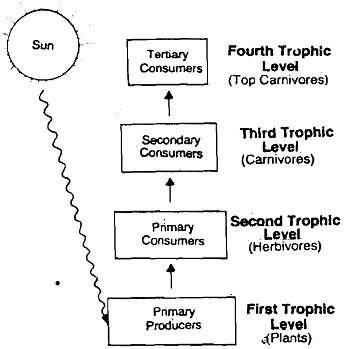 Sun
Tertiary
Consumers
Fourth Trophic
Level
(Top Carnivores)
Secondary
Consumers
Third Trophic
Level
(Carnivores)
Primary
Consumers
Second Trophic
Level
(Herbivores)
Primary
Producers
First Trophic
Level
(Plants)